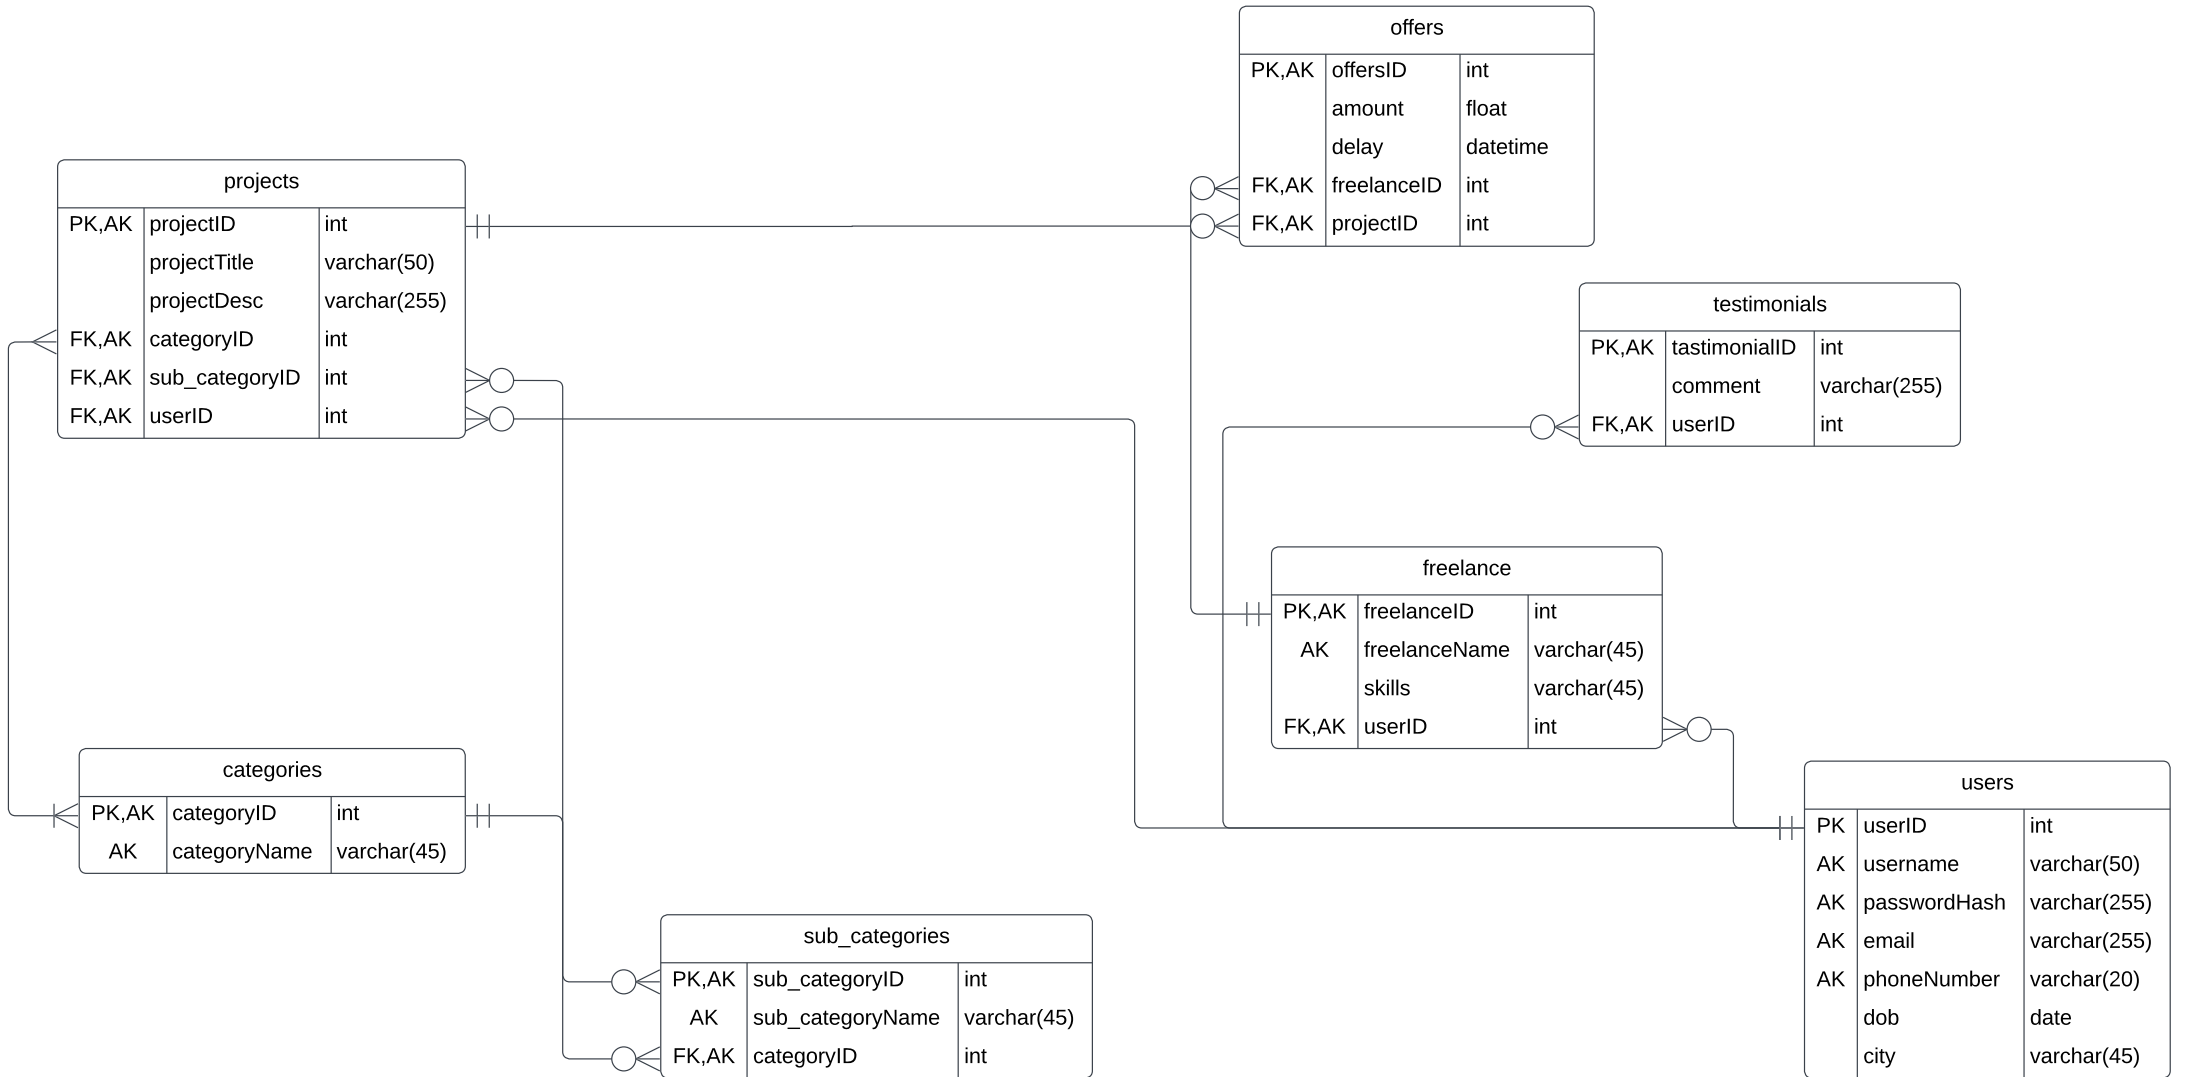 offers
PK,AK offersID int
amount float
delay datetime
FK,AK freelanceID int
FK,AK projectID int
projects
PK,AK projectID int
projectTitle varchar(50)
projectDesc varchar(255)
FK,AK categoryID int
FK,AK sub_categoryID int
FK,AK userID int
testimonials
PK,AK tastimonialID int
comment varchar(255)
FK,AK userID int
freelance
PK,AK freelanceID int
AK freelanceName varchar(45)
skills varchar(45)
FK,AK userID int
categories
PK,AK categoryID int
AK categoryName varchar(45)
users
PK userID int
AK username varchar(50)
AK passwordHash varchar(255)
AK email varchar(255)
AK phoneNumber varchar(20)
dob date
city varchar(45)
sub_categories
PK,AK sub_categoryID int
AK sub_categoryName varchar(45)
FK,AK categoryID int